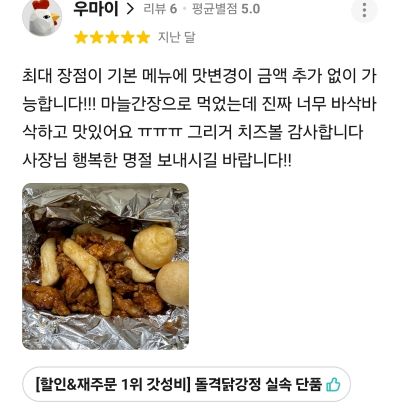 우마이 > 리뷰 6 · 평균별점 5.0
지난 달
최대 장점이 기본 메뉴에 맛변경이 금액 추가 없이 가
능합니다!!! 마늘간장으로 먹었는데 진짜 너무 바삭바
삭하고 맛있어요 ㅠㅠㅠ 그리거 치즈볼 감사합니다
사장님 행복한 명절 보내시길 바랍니다!!
[할인&재주문 1위 갓성비] 돌격닭강정 실속 단품